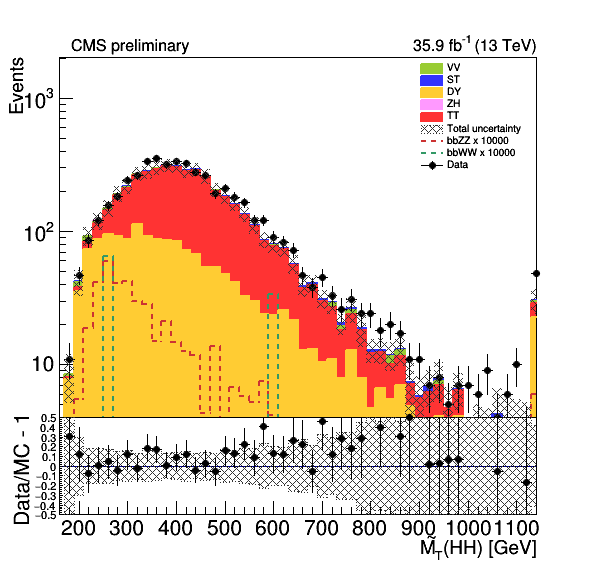 CMS preliminary
35.9 fb⁻¹ (13 TeV)
Events
10³
10²
10
VV
ST
DY
ZH
TT
Total uncertainty
bbZZ x 10000
bbWW x 10000
Data
Data/MC - 1
0.5
0.4
0.3
0.2
0.1
0
−0.1
−0.2
−0.3
−0.4
−0.5
200 300 400 500 600 700 800 900 1000 1100
M̃_T(HH) [GeV]